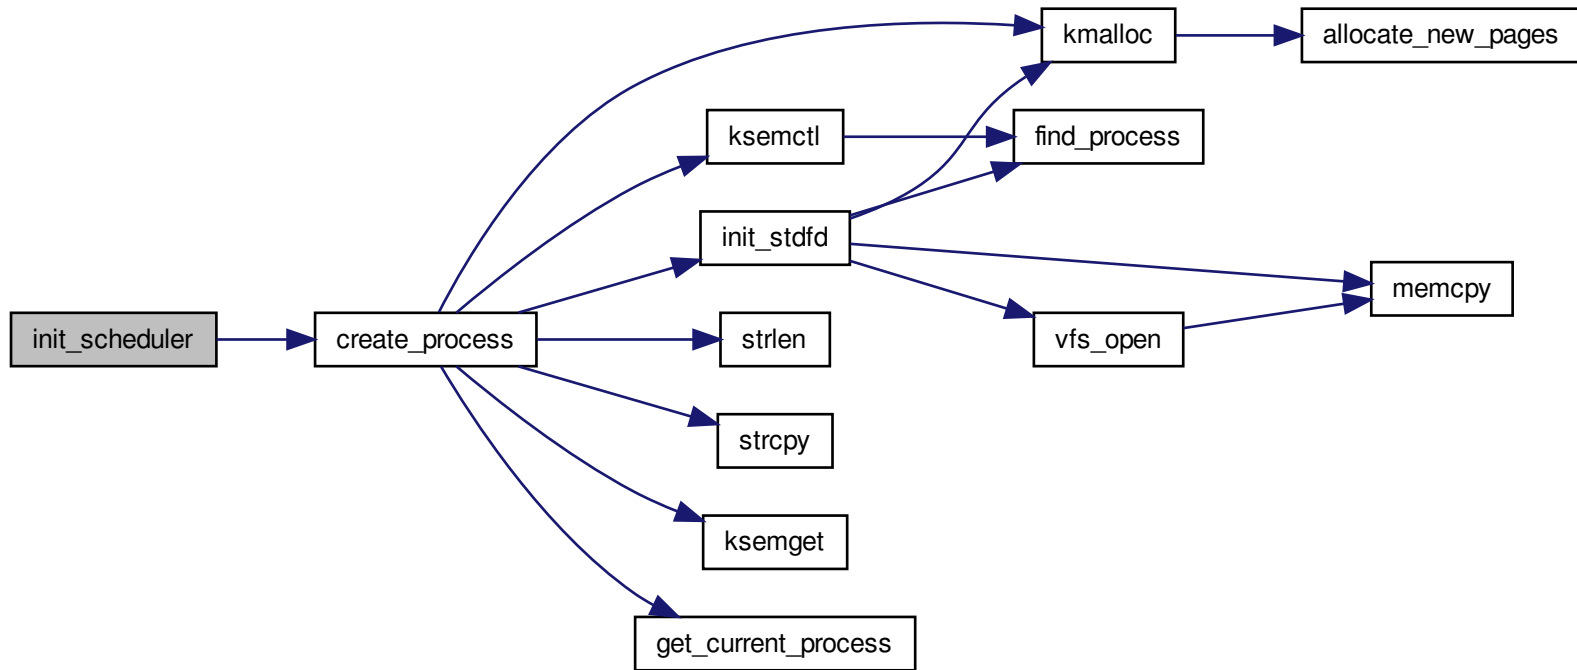 kmalloc
allocate_new_pages
ksemctl
find_process
init_stdfd
memcpy
init_scheduler
create_process
strlen
vfs_open
strcpy
ksemget
get_current_process